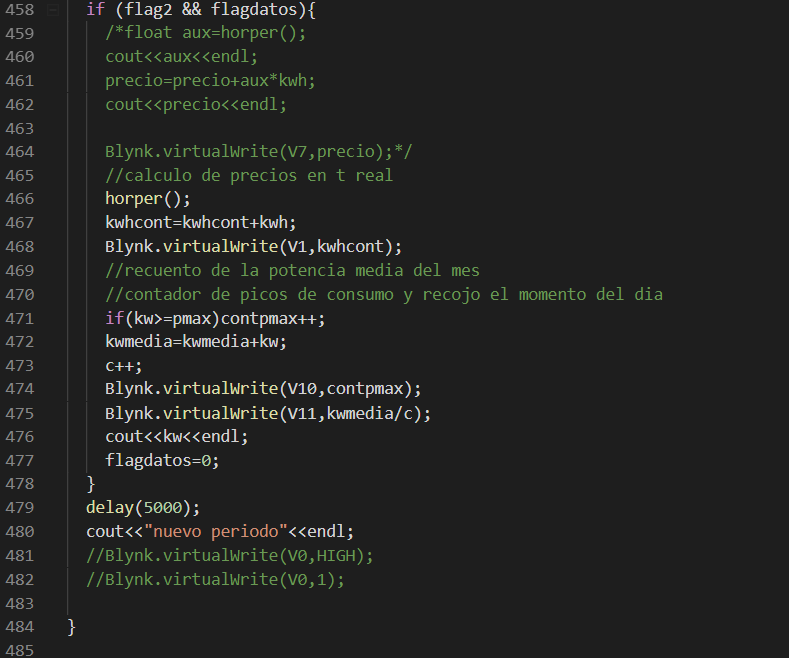 458 if (flag2 && flagdatos){
459 /*float aux=horper();
460 cout<<aux<<endl;
461 precio=precio+aux*kwh;
462 cout<<precio<<endl;
463
464 Blynk.virtualWrite(V7,precio);*/
465 //calculo de precios en t real
466 horper();
467 kwhcont=kwhcont+kwh;
468 Blynk.virtualWrite(V1,kwhcont);
469 //recuento de la potencia media del mes
470 //contador de picos de consumo y recojo el momento del dia
471 if(kw>=pmax)contpmax++;
472 kwmedia=kwmedia+kw;
473 c++;
474 Blynk.virtualWrite(V10,contpmax);
475 Blynk.virtualWrite(V11,kwmedia/c);
476 cout<<kw<<endl;
477 flagdatos=0;
478 }
479 delay(5000);
480 cout<<"nuevo periodo"<<endl;
481 //Blynk.virtualWrite(V0,HIGH);
482 //Blynk.virtualWrite(V0,1);
483
484 }
485